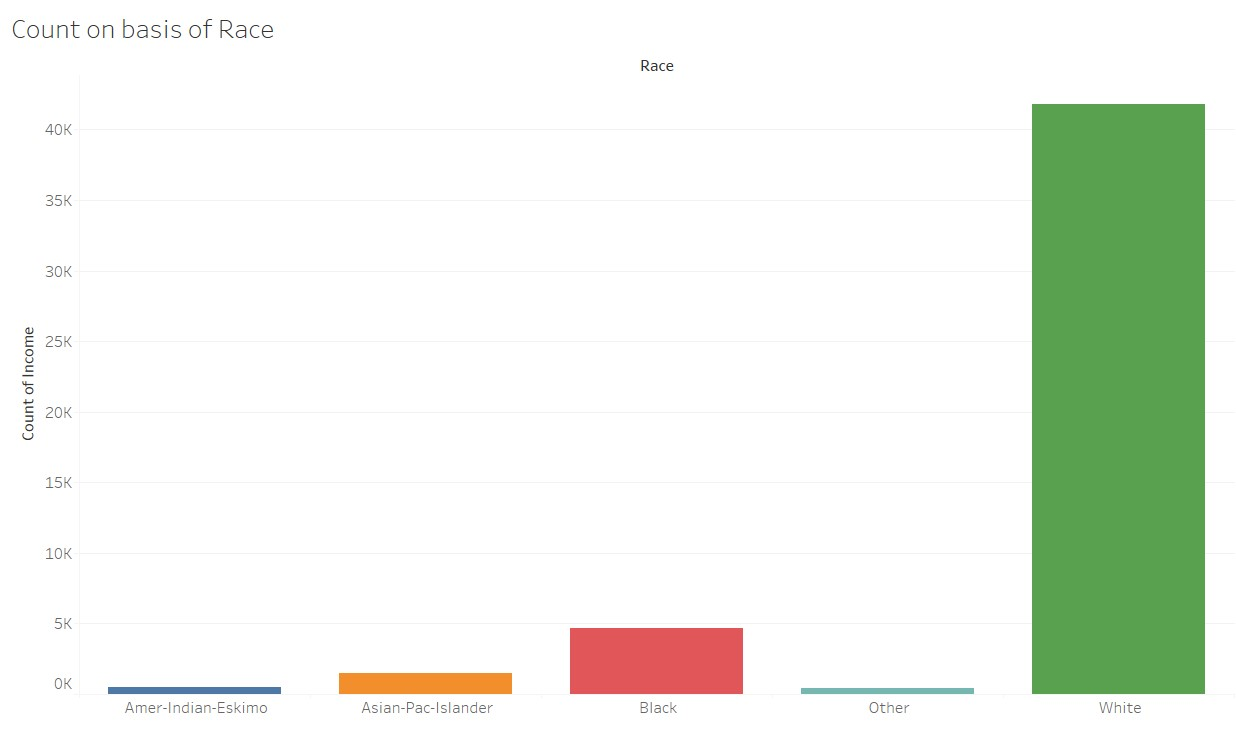 Count on basis of Race
Race
40K
35K
30K
25K
20K
15K
10K
5K
0K
Count of Income
Amer-Indian-Eskimo
Asian-Pac-Islander
Black
Other
White